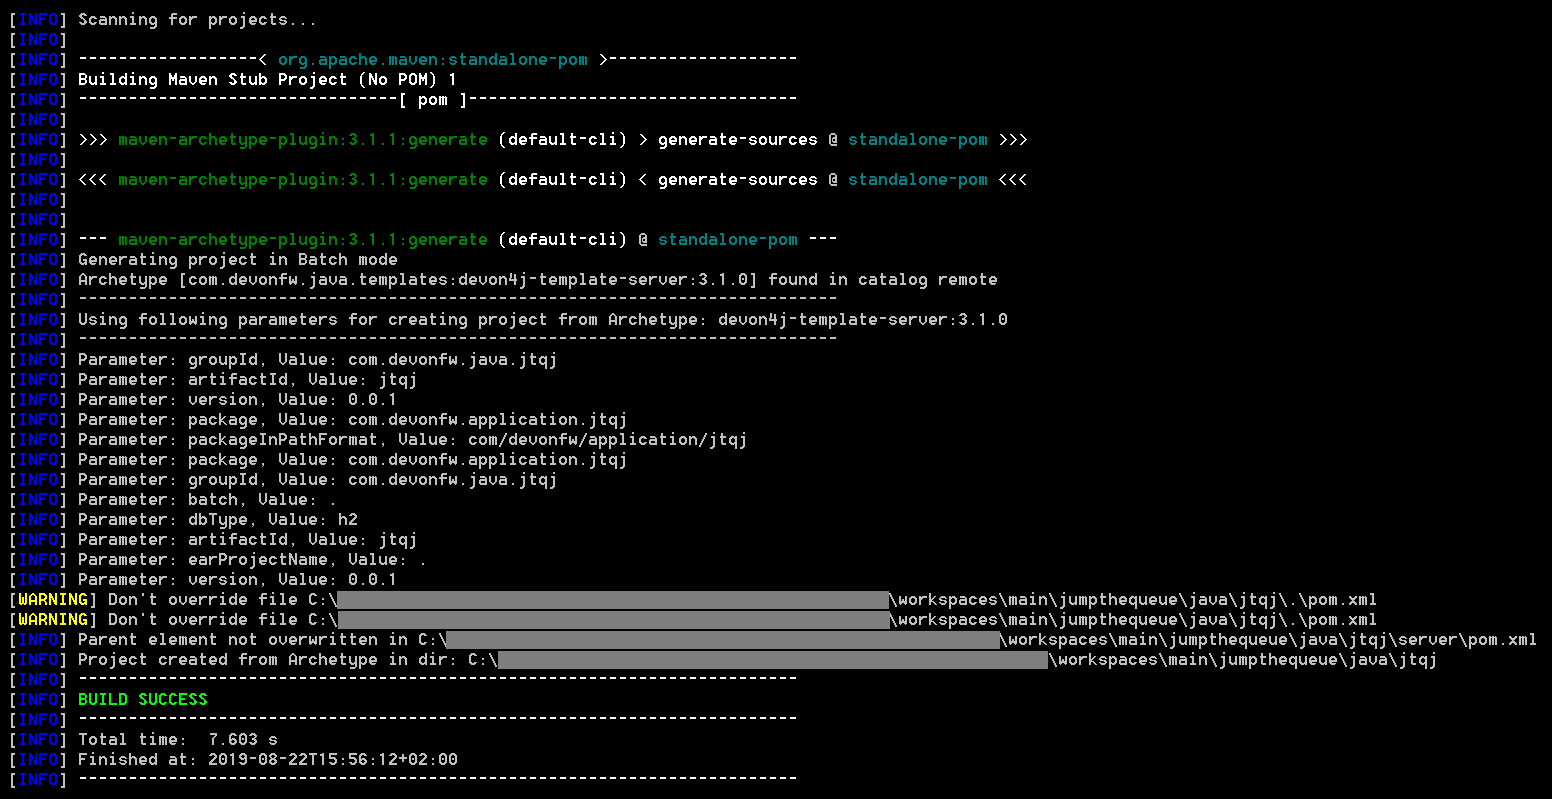 [INFO] Scanning for projects...
[INFO]
[INFO] ------------------< org.apache.maven:standalone-pom >-------------------
[INFO] Building Maven Stub Project (No POM) 1
[INFO] --------------------------------[ pom ]---------------------------------
[INFO]
[INFO] >>> maven-archetype-plugin:3.1.1:generate (default-cli) > generate-sources @ standalone-pom >>>
[INFO]
[INFO] <<< maven-archetype-plugin:3.1.1:generate (default-cli) < generate-sources @ standalone-pom <<<
[INFO]
[INFO]
[INFO] --- maven-archetype-plugin:3.1.1:generate (default-cli) @ standalone-pom ---
[INFO] Generating project in Batch mode
[INFO] Archetype [com.devonfw.java.templates:devon4j-template-server:3.1.0] found in catalog remote
[INFO] ----------------------------------------------------------------------------
[INFO] Using following parameters for creating project from Archetype: devon4j-template-server:3.1.0
[INFO] ----------------------------------------------------------------------------
[INFO] Parameter: groupId, Value: com.devonfw.java.jtqj
[INFO] Parameter: artifactId, Value: jtqj
[INFO] Parameter: version, Value: 0.0.1
[INFO] Parameter: package, Value: com.devonfw.application.jtqj
[INFO] Parameter: packageInPathFormat, Value: com/devonfw/application/jtqj
[INFO] Parameter: package, Value: com.devonfw.application.jtqj
[INFO] Parameter: groupId, Value: com.devonfw.java.jtqj
[INFO] Parameter: batch, Value: .
[INFO] Parameter: dbType, Value: h2
[INFO] Parameter: artifactId, Value: jtqj
[INFO] Parameter: earProjectName, Value: .
[INFO] Parameter: version, Value: 0.0.1
[WARNING] Don't override file C:\ \workspaces\main\jumpthequeue\java\jtqj\.\pom.xml
[WARNING] Don't override file C:\ \workspaces\main\jumpthequeue\java\jtqj\.\pom.xml
[INFO] Parent element not overwritten in C:\ \workspaces\main\jumpthequeue\java\jtqj\server\pom.xml
[INFO] Project created from Archetype in dir: C:\ \workspaces\main\jumpthequeue\java\jtqj
[INFO] ------------------------------------------------------------------------
[INFO] BUILD SUCCESS
[INFO] ------------------------------------------------------------------------
[INFO] Total time:  7.603 s
[INFO] Finished at: 2019-08-22T15:56:12+02:00
[INFO] ------------------------------------------------------------------------